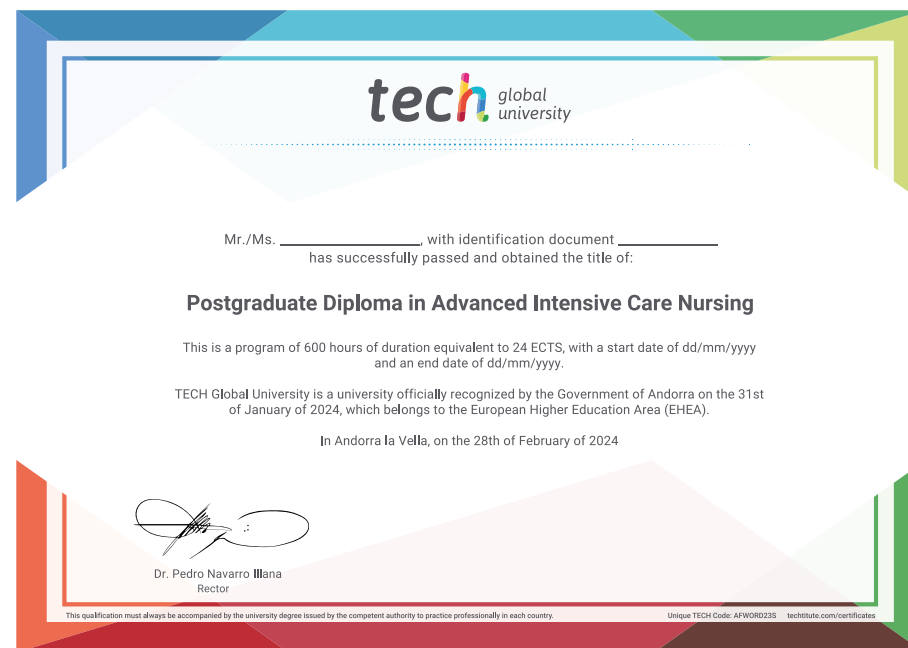 tech global
university
Mr./Ms. ____________, with identification document ____________
has successfully passed and obtained the title of:
Postgraduate Diploma in Advanced Intensive Care Nursing
This is a program of 600 hours of duration equivalent to 24 ECTS, with a start date of dd/mm/yyyy
and an end date of dd/mm/yyyy.
TECH Global University is a university officially recognized by the Government of Andorra on the 31st
of January of 2024, which belongs to the European Higher Education Area (EHEA).
In Andorra la Vella, on the 28th of February of 2024
Dr. Pedro Navarro Illana
Rector
This qualification must always be accompanied by the university degree issued by the competent authority to practice professionally in each country.
Unique TECH Code: AFWORD23S techtitute.com/certificates